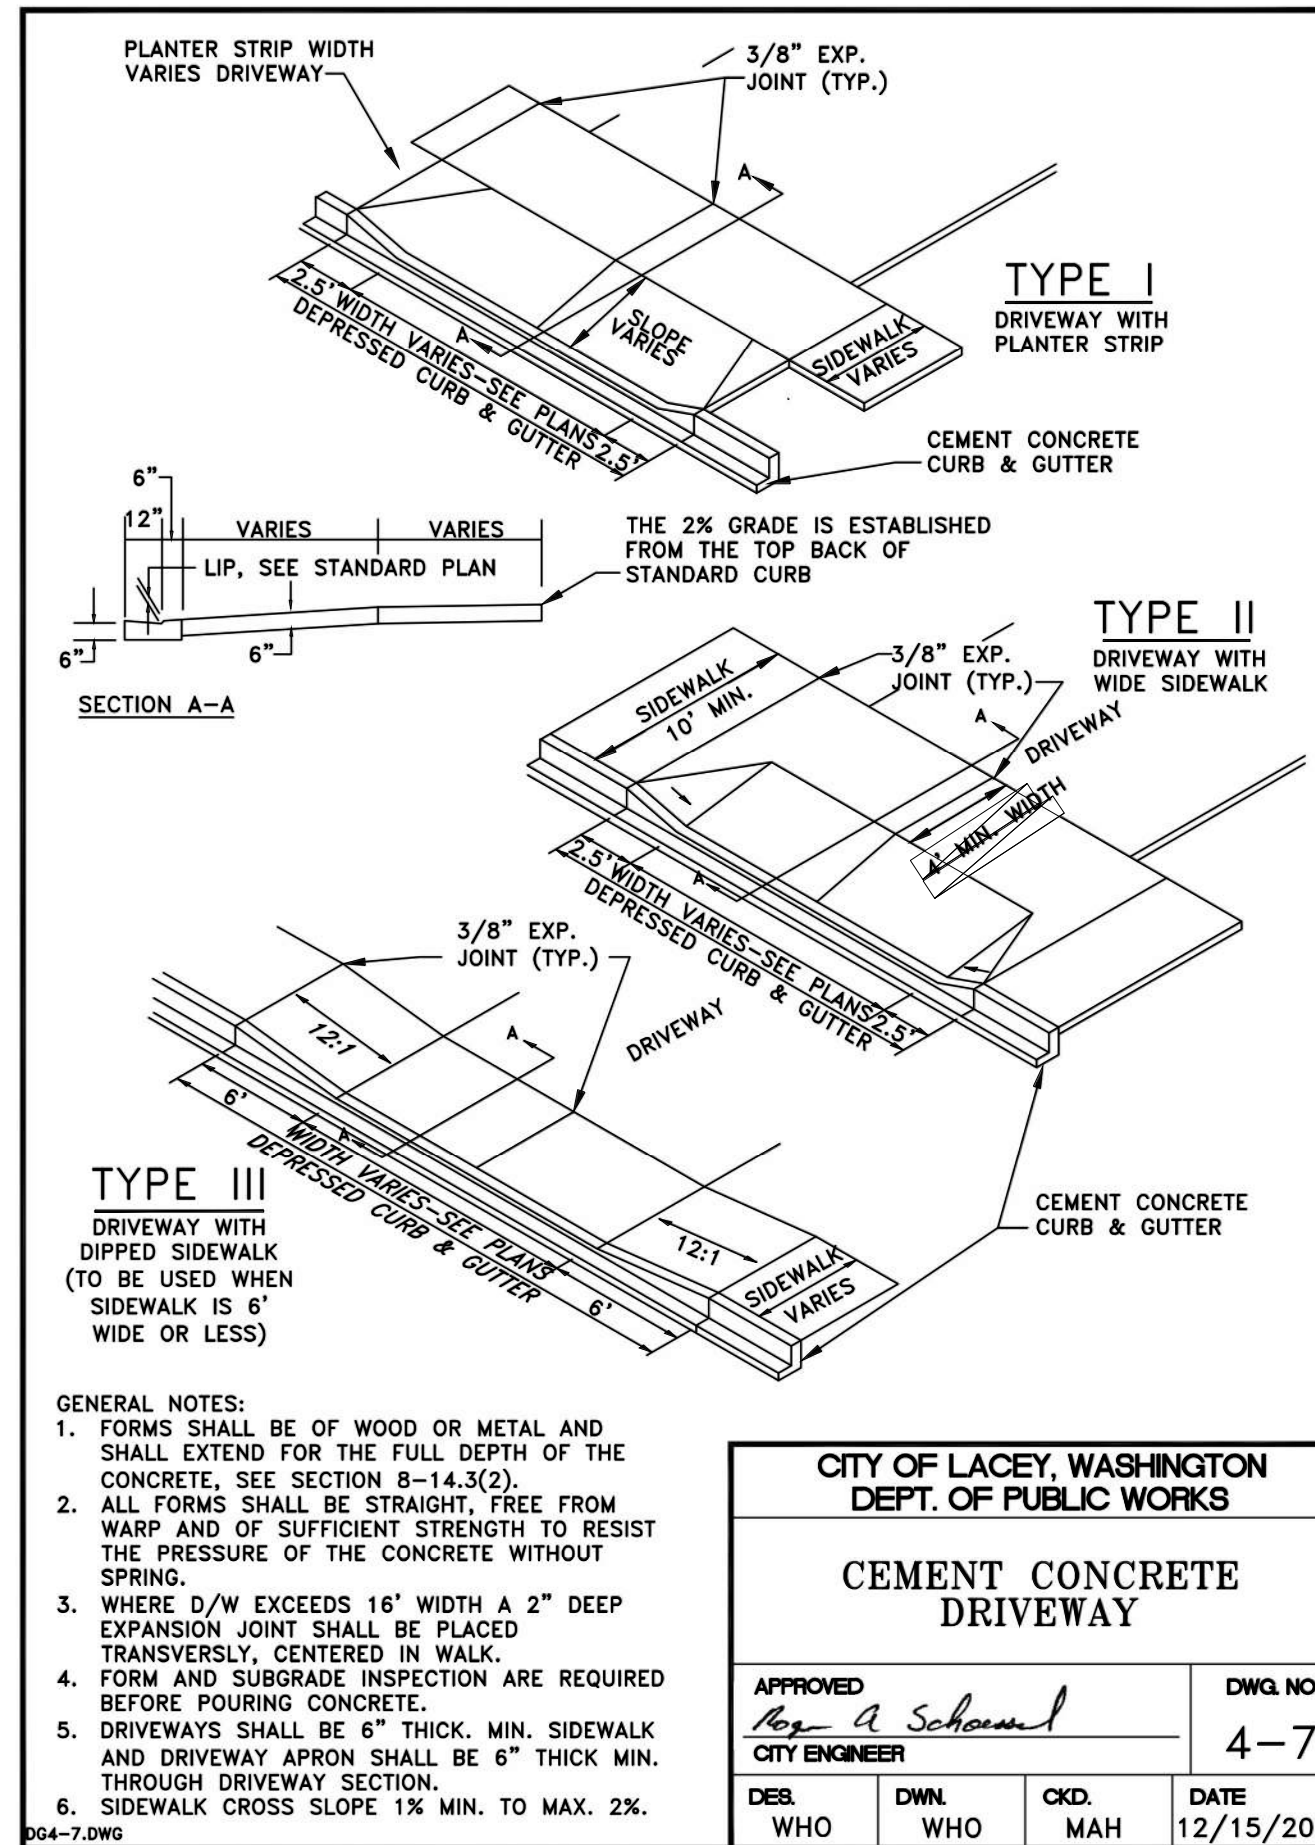 PLANTER STRIP WIDTH
VARIES DRIVEWAY
3/8" EXP.
JOINT (TYP.)
A
TYPE I
DRIVEWAY WITH
PLANTER STRIP
2.5'
WIDTH VARIES-SEE PLANS
2.5'
DEPRESSED CURB & GUTTER
A
SLOPE
VARIES
SIDEWALK
VARIES
CEMENT CONCRETE
CURB & GUTTER
6"
12"
VARIES
VARIES
LIP, SEE STANDARD PLAN
6"
6"
SECTION A-A
THE 2% GRADE IS ESTABLISHED
FROM THE TOP BACK OF
STANDARD CURB
TYPE II
DRIVEWAY WITH
WIDE SIDEWALK
3/8" EXP.
JOINT (TYP.)
SIDEWALK
10' MIN.
A
DRIVEWAY
4' MIN. WIDTH
2.5'
WIDTH VARIES-SEE PLANS
2.5'
DEPRESSED CURB & GUTTER
A
3/8" EXP.
JOINT (TYP.)
12:1
A
DRIVEWAY
6'
A
WIDTH VARIES-SEE PLANS
DEPRESSED CURB & GUTTER
6'
12:1
SIDEWALK
VARIES
CEMENT CONCRETE
CURB & GUTTER
TYPE III
DRIVEWAY WITH
DIPPED SIDEWALK
(TO BE USED WHEN
SIDEWALK IS 6'
WIDE OR LESS)
GENERAL NOTES:
1. FORMS SHALL BE OF WOOD OR METAL AND
SHALL EXTEND FOR THE FULL DEPTH OF THE
CONCRETE, SEE SECTION 8-14.3(2).
2. ALL FORMS SHALL BE STRAIGHT, FREE FROM
WARP AND OF SUFFICIENT STRENGTH TO RESIST
THE PRESSURE OF THE CONCRETE WITHOUT
SPRING.
3. WHERE D/W EXCEEDS 16' WIDTH A 2" DEEP
EXPANSION JOINT SHALL BE PLACED
TRANSVERSLY, CENTERED IN WALK.
4. FORM AND SUBGRADE INSPECTION ARE REQUIRED
BEFORE POURING CONCRETE.
5. DRIVEWAYS SHALL BE 6" THICK. MIN. SIDEWALK
AND DRIVEWAY APRON SHALL BE 6" THICK MIN.
THROUGH DRIVEWAY SECTION.
6. SIDEWALK CROSS SLOPE 1% MIN. TO MAX. 2%.
DG4-7.DWG
CITY OF LACEY, WASHINGTON
DEPT. OF PUBLIC WORKS
CEMENT CONCRETE
DRIVEWAY
APPROVED
CITY ENGINEER
DWG. NO
4-7
DES.
WHO
DWN.
WHO
CKD.
MAH
DATE
12/15/20